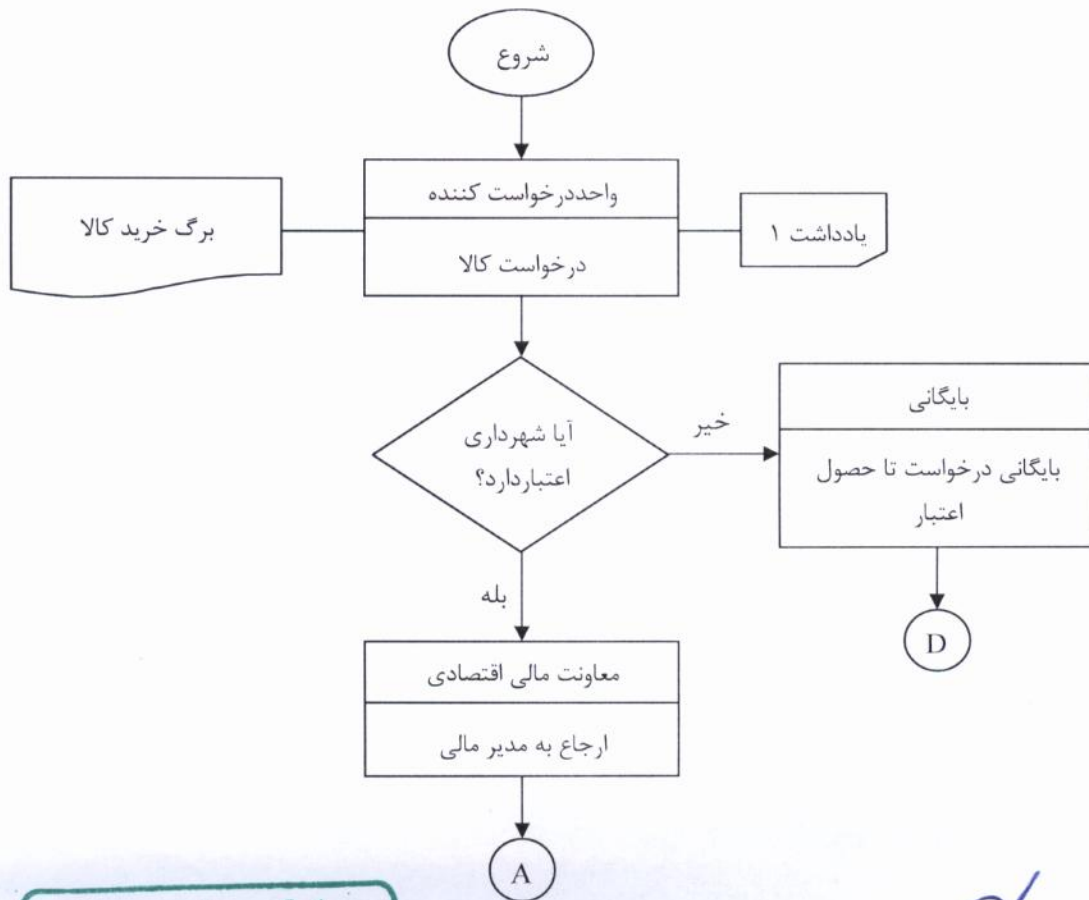 شروع
واحددرخواست کننده
درخواست کالا
برگ خرید کالا
یادداشت ۱
آیا شهرداری
اعتباردارد؟
خیر
بایگانی
بایگانی درخواست تا حصول
اعتبار
D
بله
معاونت مالی اقتصادی
ارجاع به مدیر مالی
A